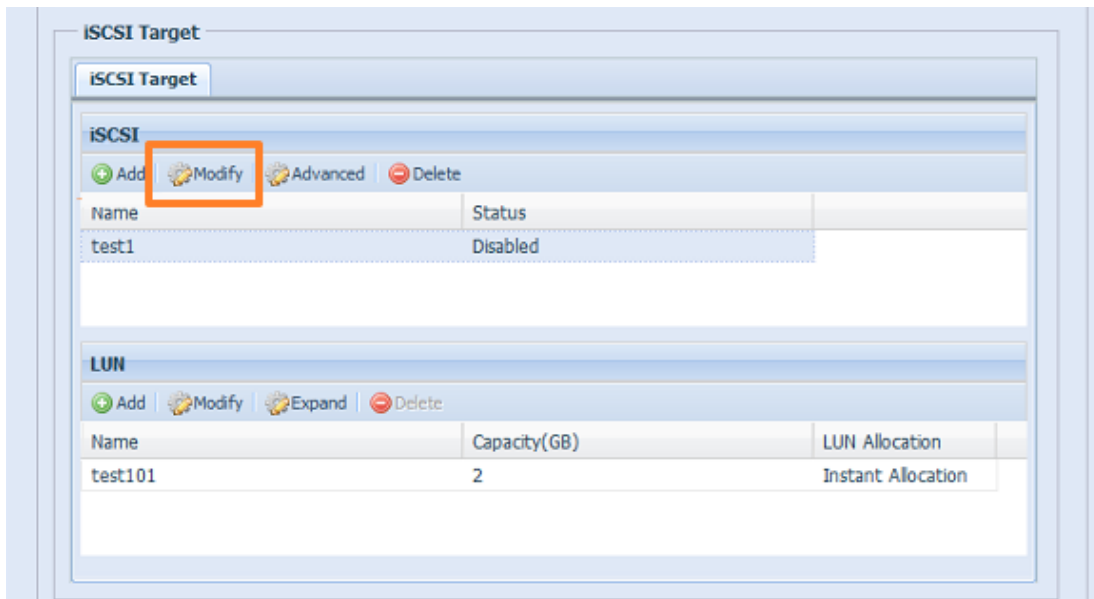 iSCSI Target
iSCSI Target
iSCSI
Add Modify Advanced Delete
Name Status
test1 Disabled
LUN
Add Modify Expand Delete
Name Capacity(GB) LUN Allocation
test101 2 Instant Allocation